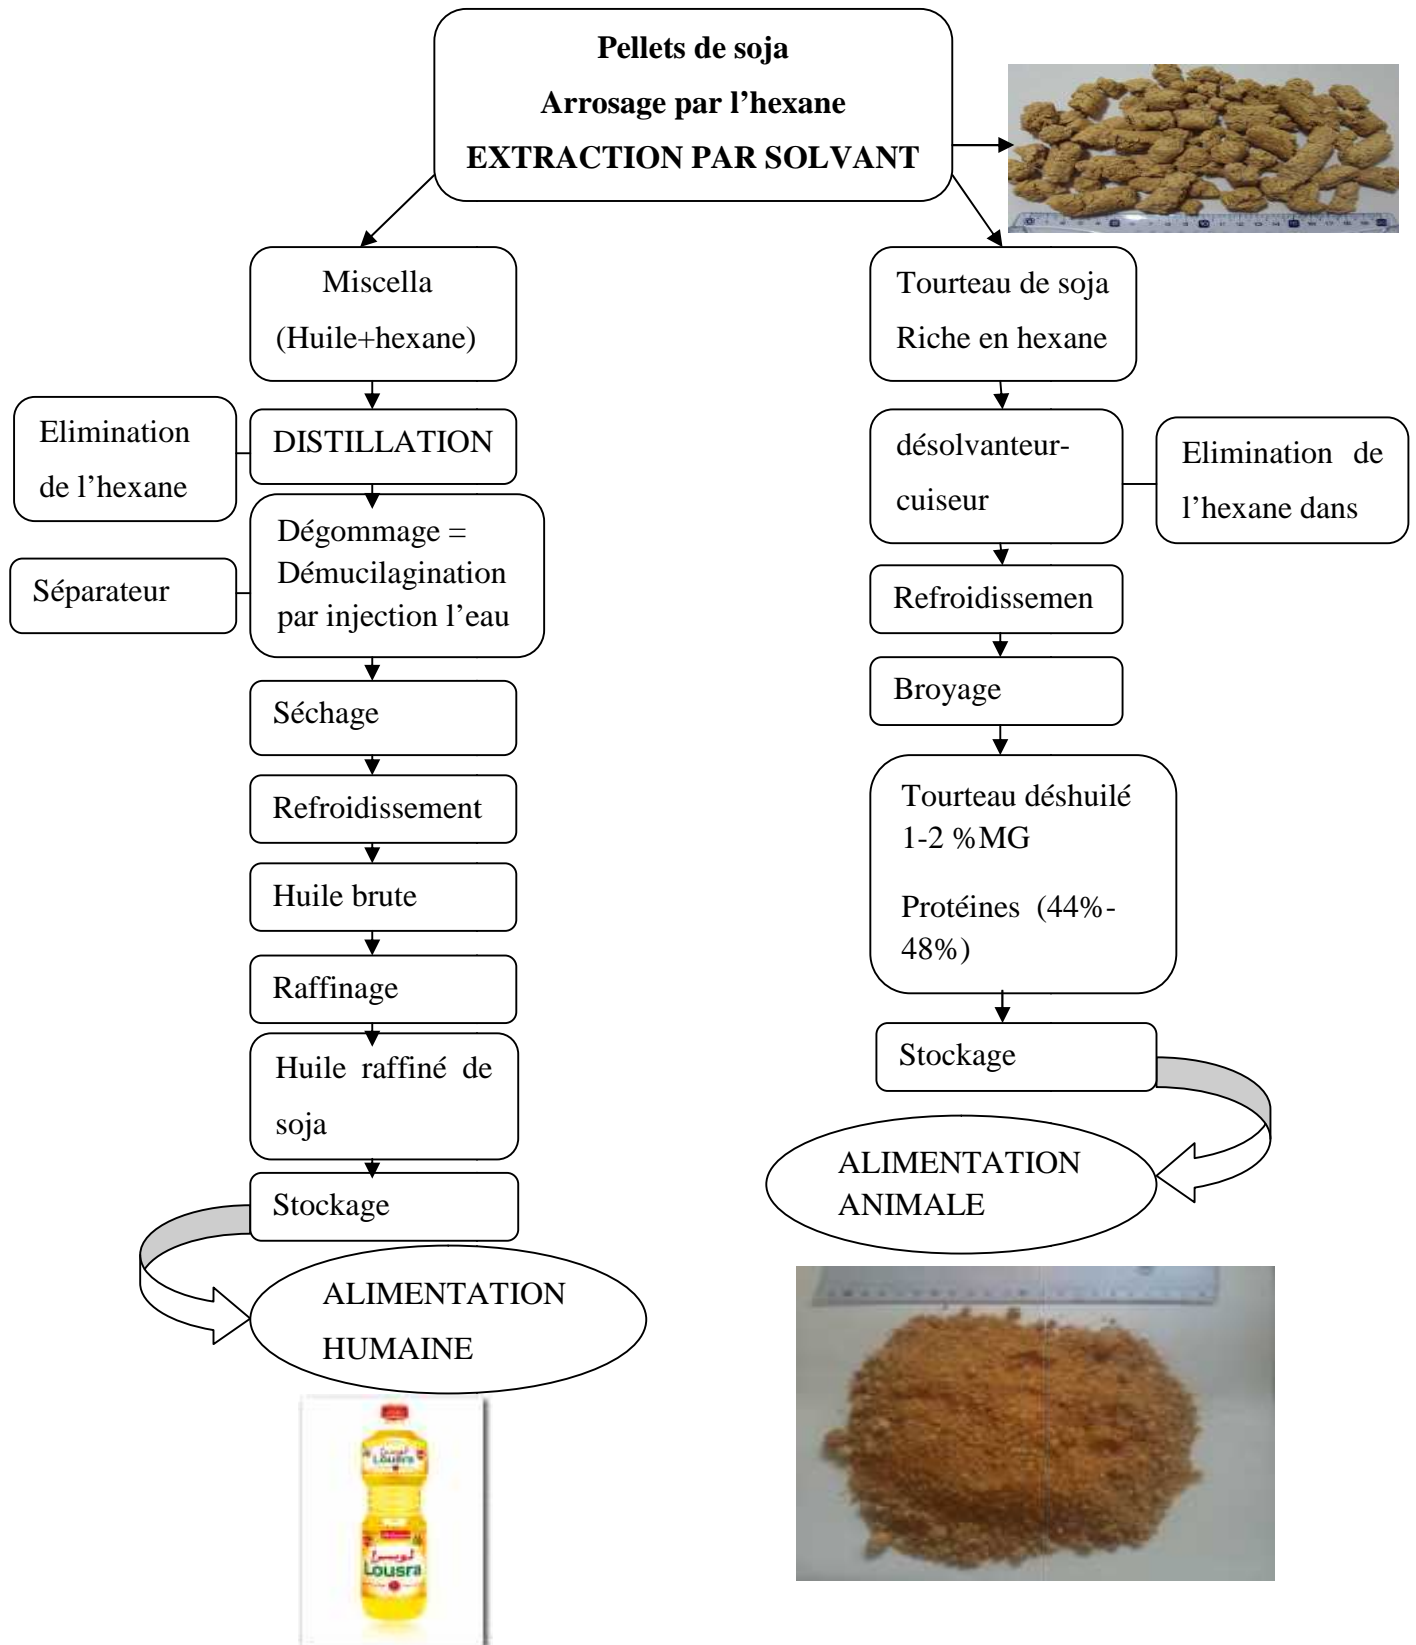 Pellets de soja
Arrosage par l’hexane
EXTRACTION PAR SOLVANT
Miscella
(Huile+hexane)
Tourteau de soja
Riche en hexane
Elimination
de l’hexane
DISTILLATION
désolvanteur-
cuiseur
Elimination de
l’hexane dans
Dégommage =
Démucilagination
par injection l’eau
Séparateur
Refroidissemen
Séchage
Broyage
Refroidissement
Tourteau déshuilé
1-2 %MG
Protéines (44%-
48%)
Huile brute
Raffinage
Huile raffiné de
soja
Stockage
Stockage
ALIMENTATION
ANIMALE
ALIMENTATION
HUMAINE
Lousra
لويسرا
Lousra